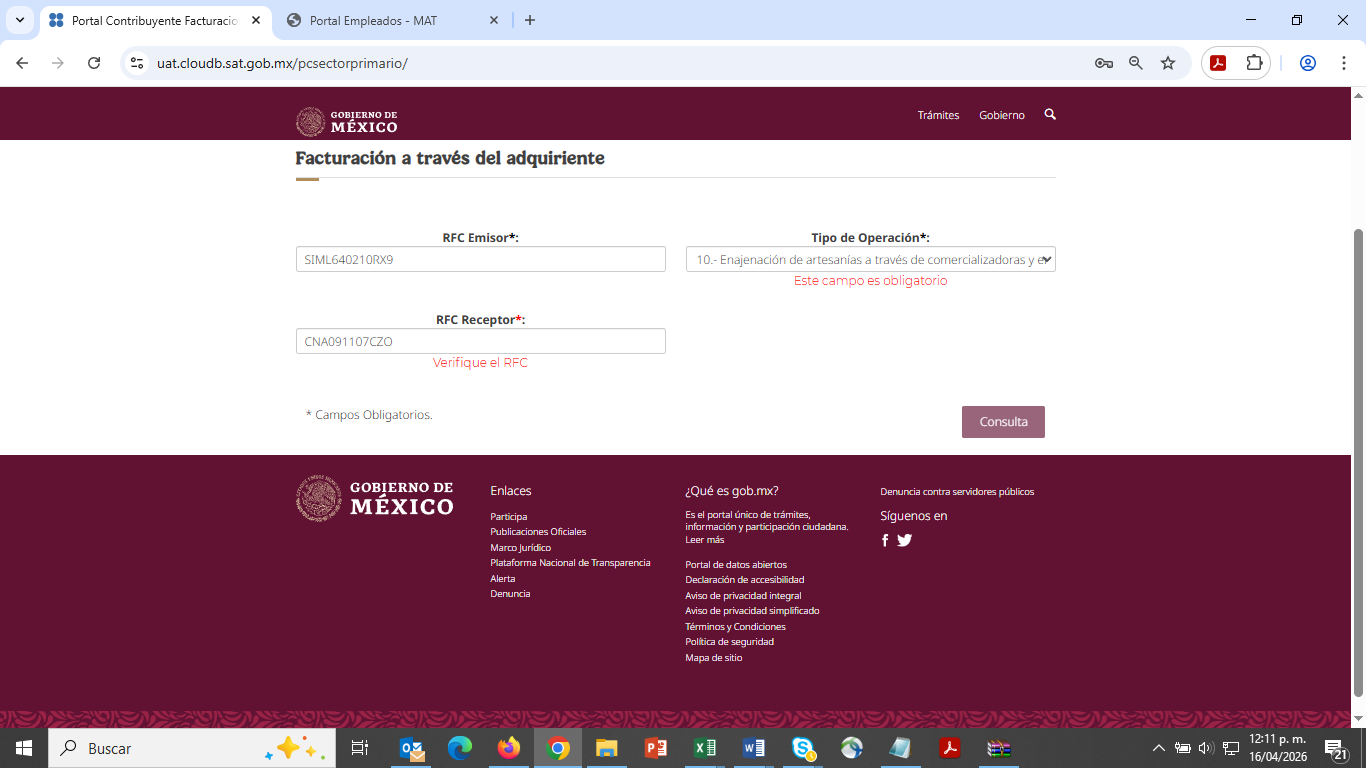 Portal Contribuyente Facturacio
Portal Empleados - MAT
uat.cloudb.sat.gob.mx/pcsectorprimario/
GOBIERNO DE
MÉXICO
Trámites
Gobierno
Facturación a través del adquiriente
RFC Emisor*:
Tipo de Operación*:
SIML640210RX9
10.- Enajenación de artesanías a través de comercializadoras y e
Este campo es obligatorio
RFC Receptor*:
CNA091107CZO
Verifique el RFC
* Campos Obligatorios.
Consulta
GOBIERNO DE
MÉXICO
Enlaces
Participa
Publicaciones Oficiales
Marco Jurídico
Plataforma Nacional de Transparencia
Alerta
Denuncia
¿Qué es gob.mx?
Es el portal único de trámites,
información y participación ciudadana.
Leer más
Portal de datos abiertos
Declaración de accesibilidad
Aviso de privacidad integral
Aviso de privacidad simplificado
Términos y Condiciones
Política de seguridad
Mapa de sitio
Denuncia contra servidores públicos
Síguenos en
Buscar
12:11 p. m.
16/04/2026
21